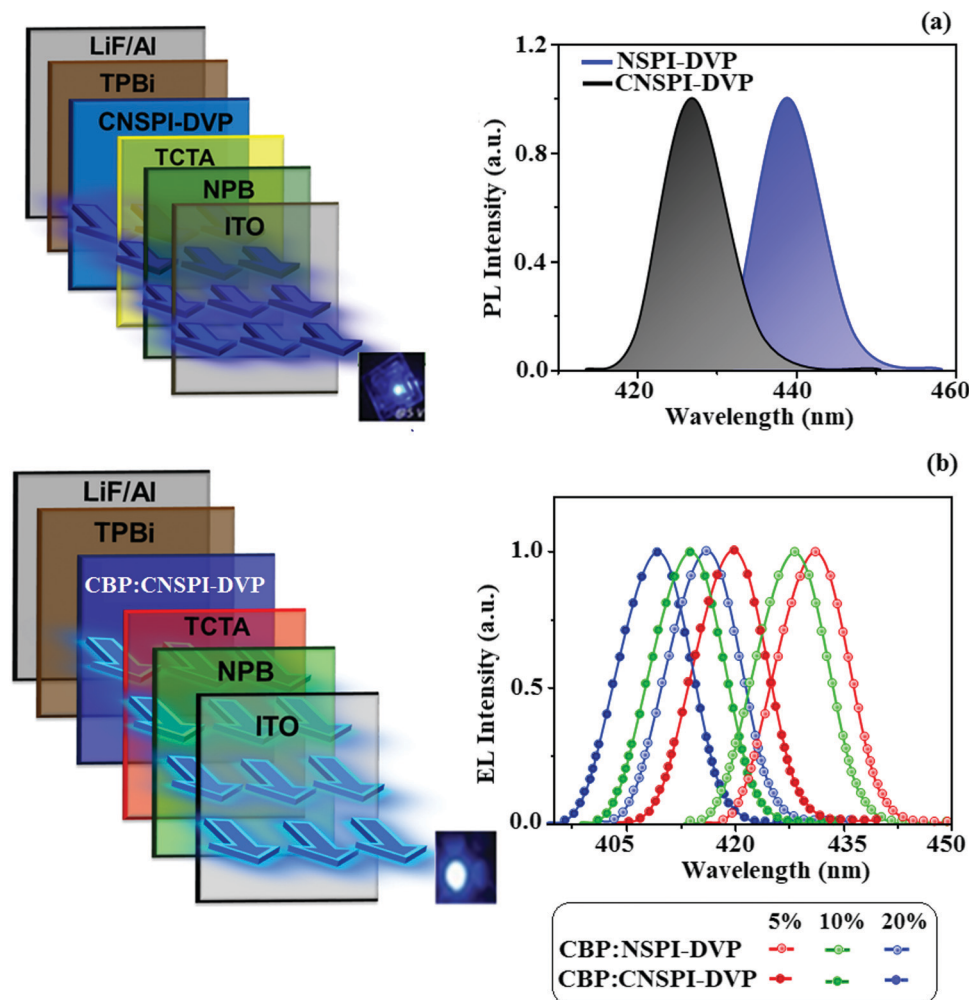 LiF/Al
TPBi
CNSPI-DVP
TCTA
NPB
ITO
(a)
NSPI-DVP
CNSPI-DVP
1.2
0.8
0.4
0.0
PL Intensity (a.u.)
420 440 460
Wavelength (nm)
LiF/Al
TPBi
CBP:CNSPI-DVP
TCTA
NPB
ITO
(b)
1.0
0.5
0.0
EL Intensity (a.u.)
405 420 435 450
Wavelength (nm)
5% 10% 20%
CBP:NSPI-DVP
CBP:CNSPI-DVP